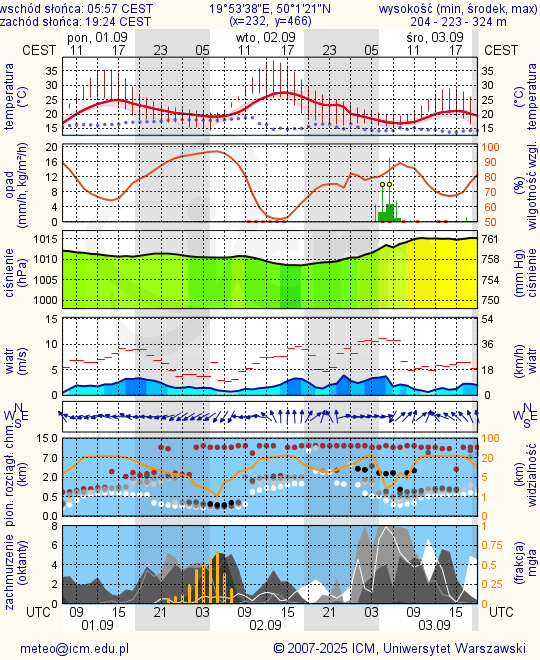 wschód słońca: 05:57 CEST 19°53'38"E, 50°1'21"N wysokość (min, środek, max)
zachód słońca: 19:24 CEST (x=232, y=466) 204 - 223 - 324 m
CEST pon, 01.09 wto, 02.09 śro, 03.09 CEST
11 17 23 05 11 17 23 05 11 17
temperatura (°C)
35 30 25 20 15
35 30 25 20 15
(°C) temperatura
opad (mm/h, kg/m²/h)
20 16 12 8 4 0
100 90 80 70 60 50
(%) wilgotność wzgl.
ciśnienie (hPa)
1015 1010 1005 1000
761 758 754 750
(mm Hg) ciśnienie
wiatr (m/s)
15 10 5 0
54 36 18 0
(km/h) wiatr
N W E S
N W E S
pion. rozciągł. chm. (km)
15.0 7.0 2.0 0.5 0.0
100 20 5 1 0
(km) widzialność
zachmurzenie (oktanty)
8 6 4 2 0
1 0.75 0.5 0.25 0
(frakcja) mgła
UTC 09 15 21 03 09 15 21 03 09 15 UTC
01.09 02.09 03.09
meteo@icm.edu.pl © 2007-2025 ICM, Uniwersytet Warszawski